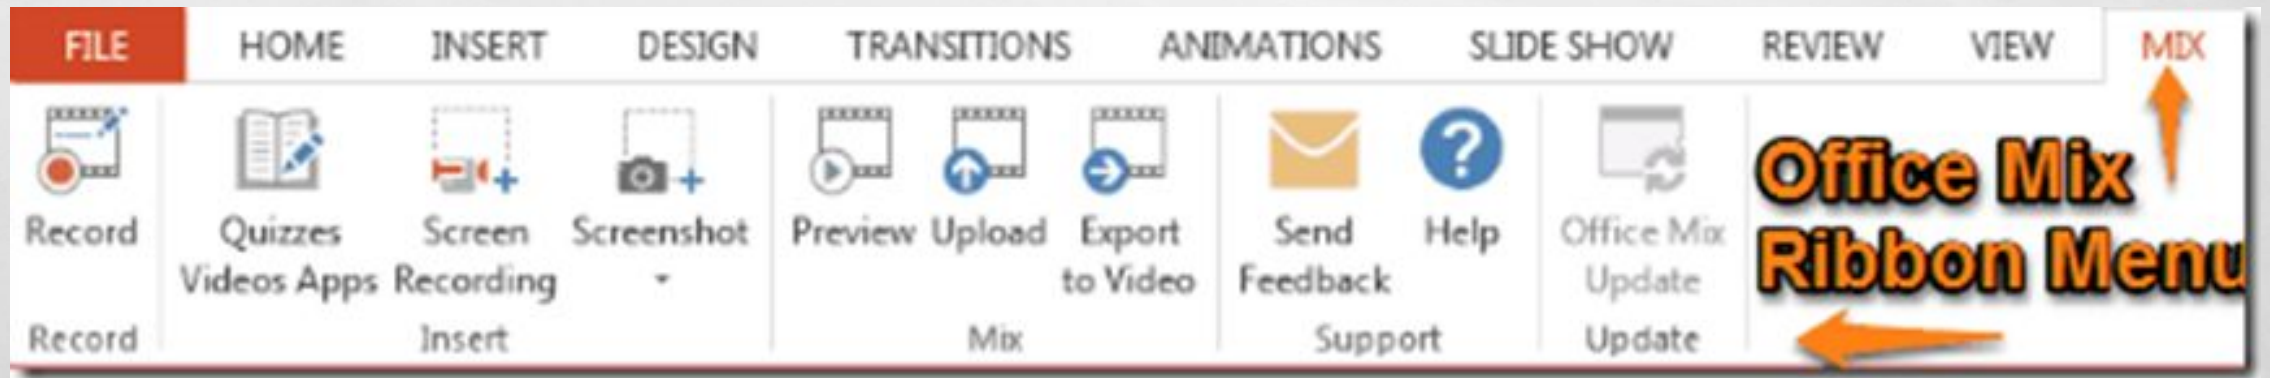 FILE HOME INSERT DESIGN TRANSITIONS ANIMATIONS SLIDE SHOW REVIEW VIEW MIX
Record Quizzes Screen Screenshot Preview Upload Export Send Help Office Mix
Videos Apps Recording to Video Feedback Update
Record Insert Mix Support Update
Office Mix
Ribbon Menu